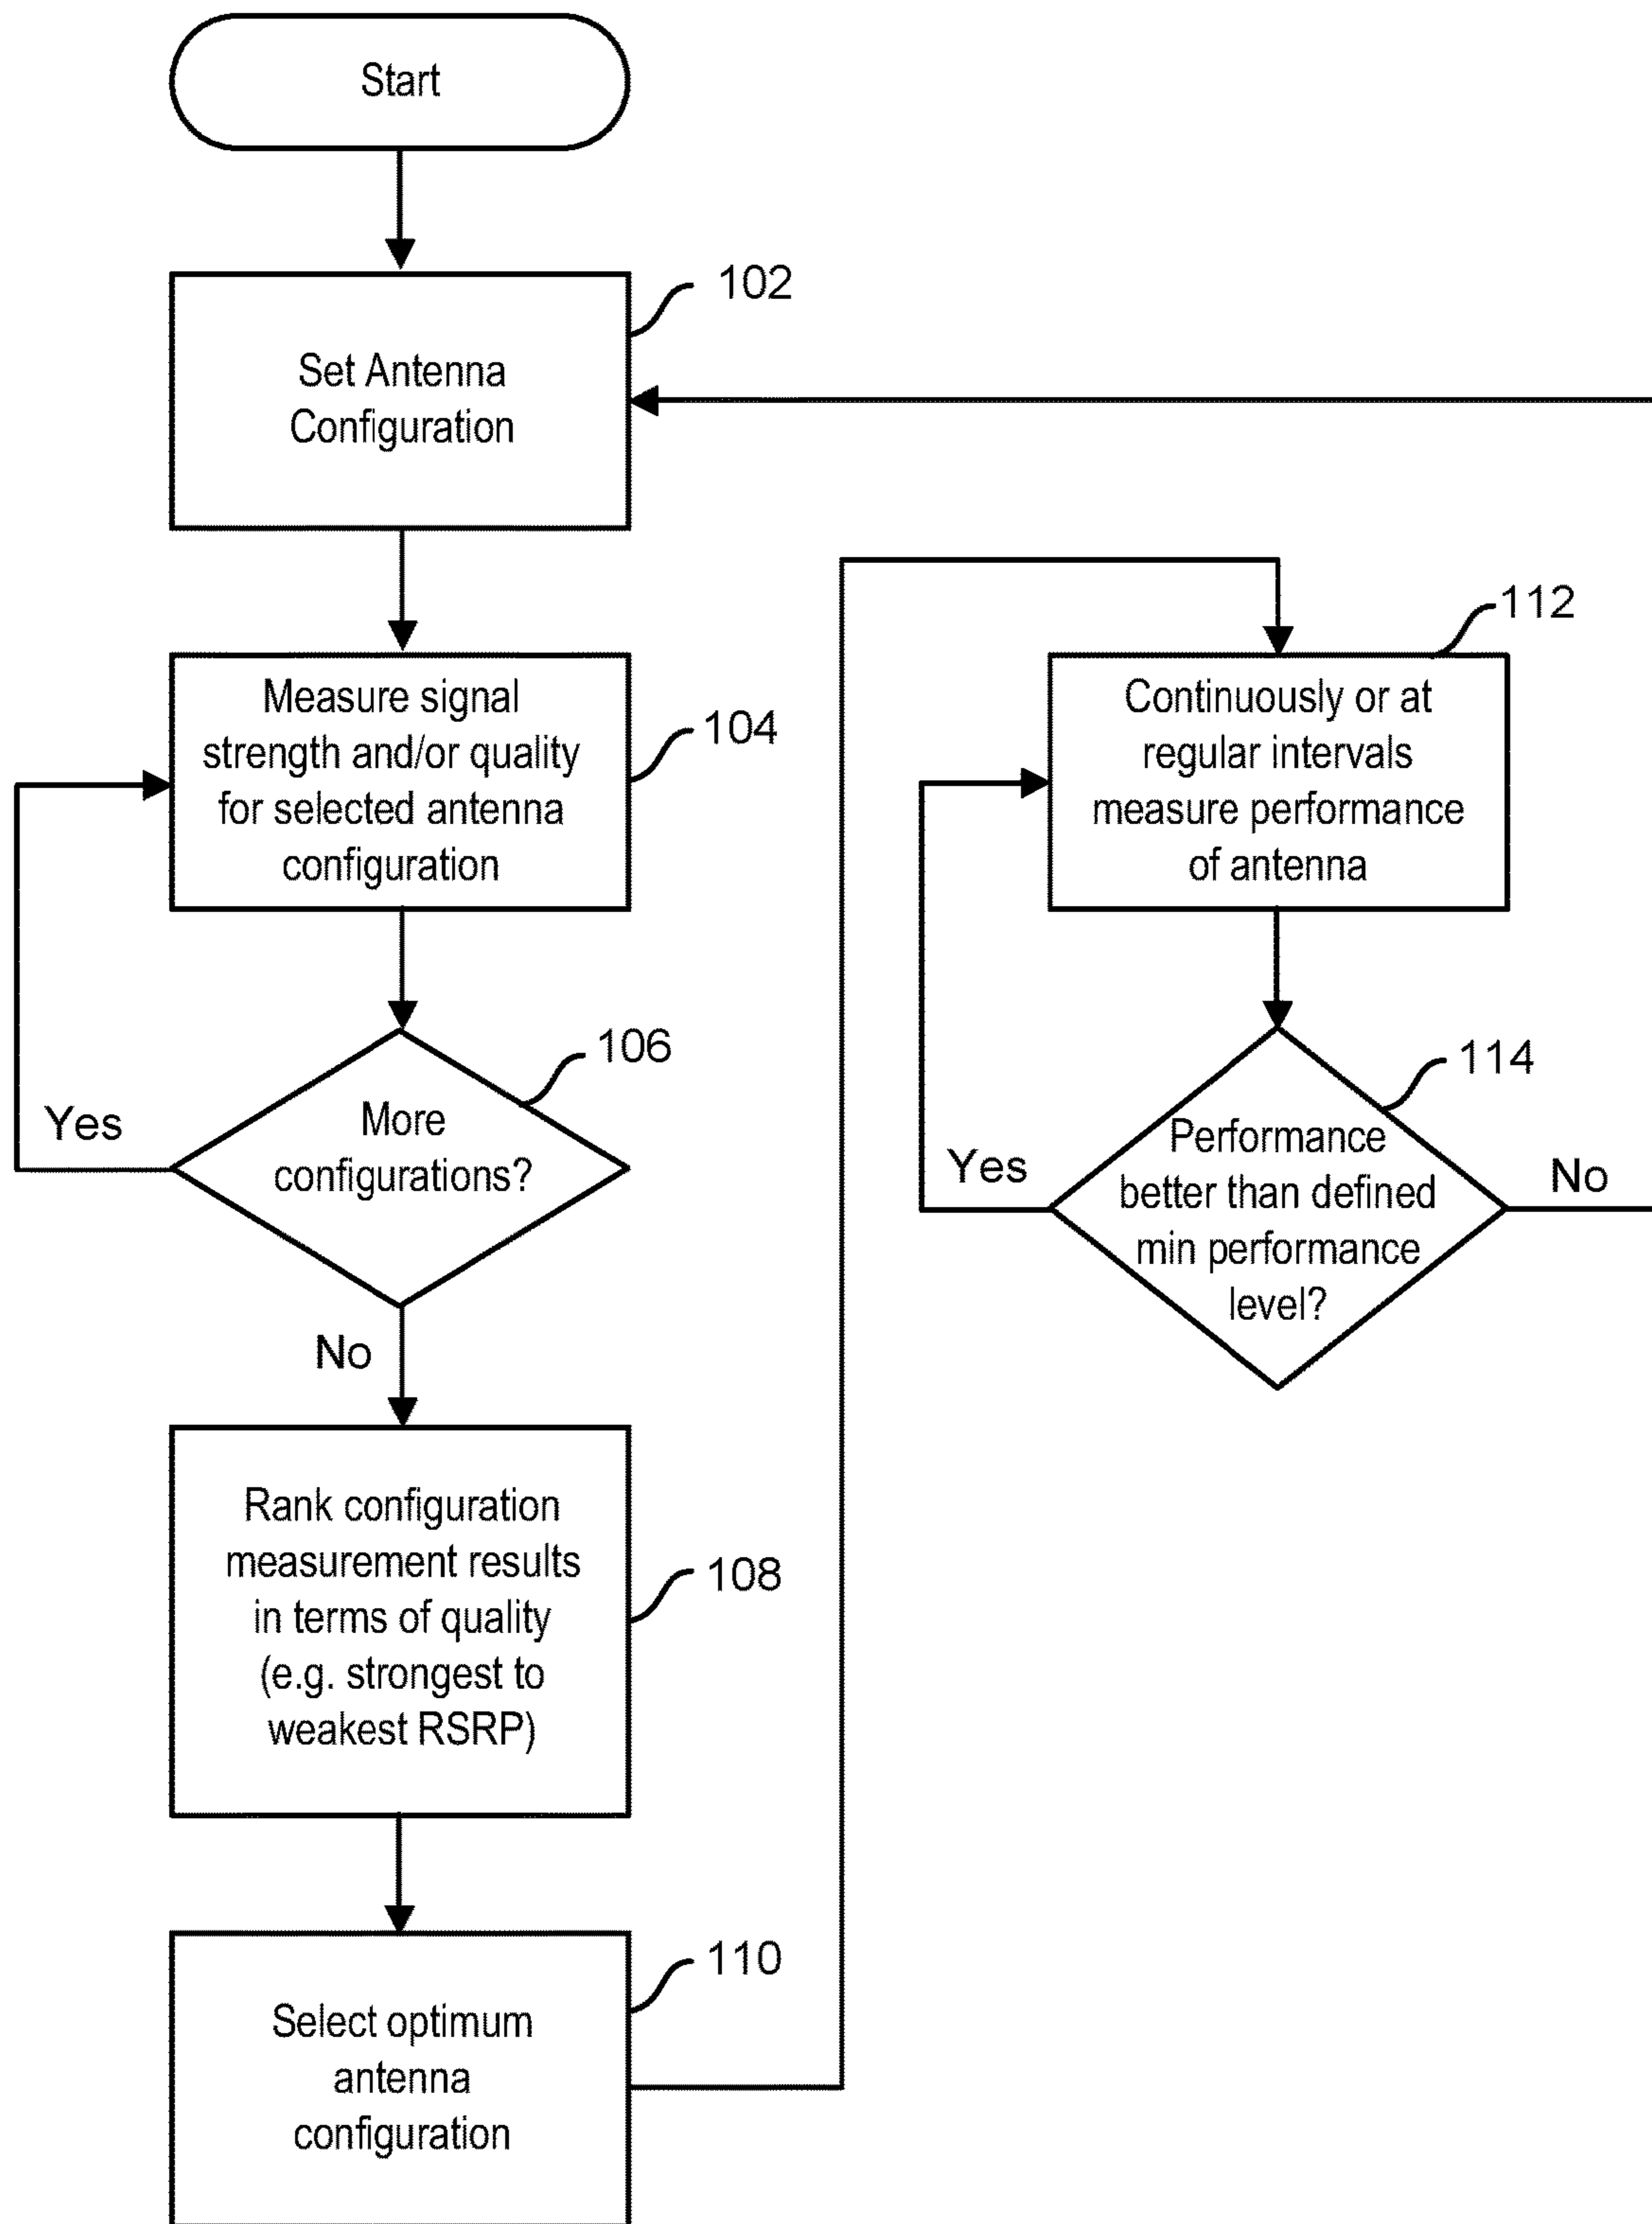 Start
102
Set Antenna
Configuration
Measure signal
strength and/or quality
for selected antenna
configuration
104
106
More
configurations?
Yes
No
Rank configuration
measurement results
in terms of quality
(e.g. strongest to
weakest RSRP)
108
110
Select optimum
antenna
configuration
112
Continuously or at
regular intervals
measure performance
of antenna
114
Performance
better than defined
min performance
level?
Yes
No